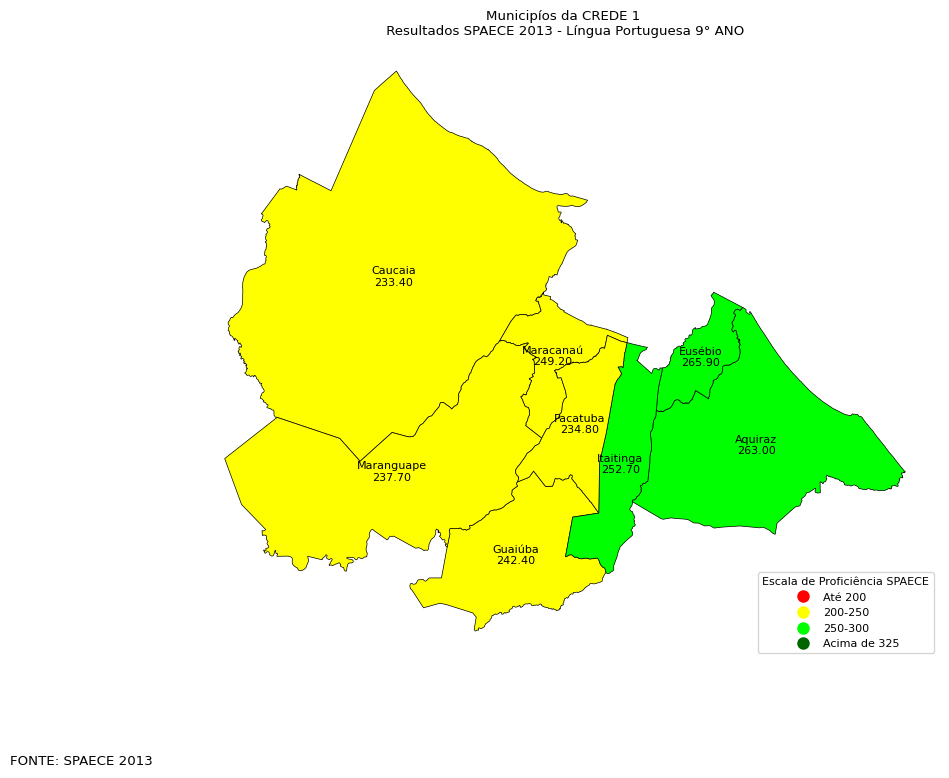 Municipíos da CREDE 1
Resultados SPAECE 2013 - Língua Portuguesa 9° ANO
Caucaia
233.40
Maracanaú
249.20
Eusébio
265.90
Pacatuba
234.80
Aquiraz
263.00
Itaitinga
252.70
Maranguape
237.70
Guaiúba
242.40
Escala de Proficiência SPAECE
Até 200
200-250
250-300
Acima de 325
FONTE: SPAECE 2013